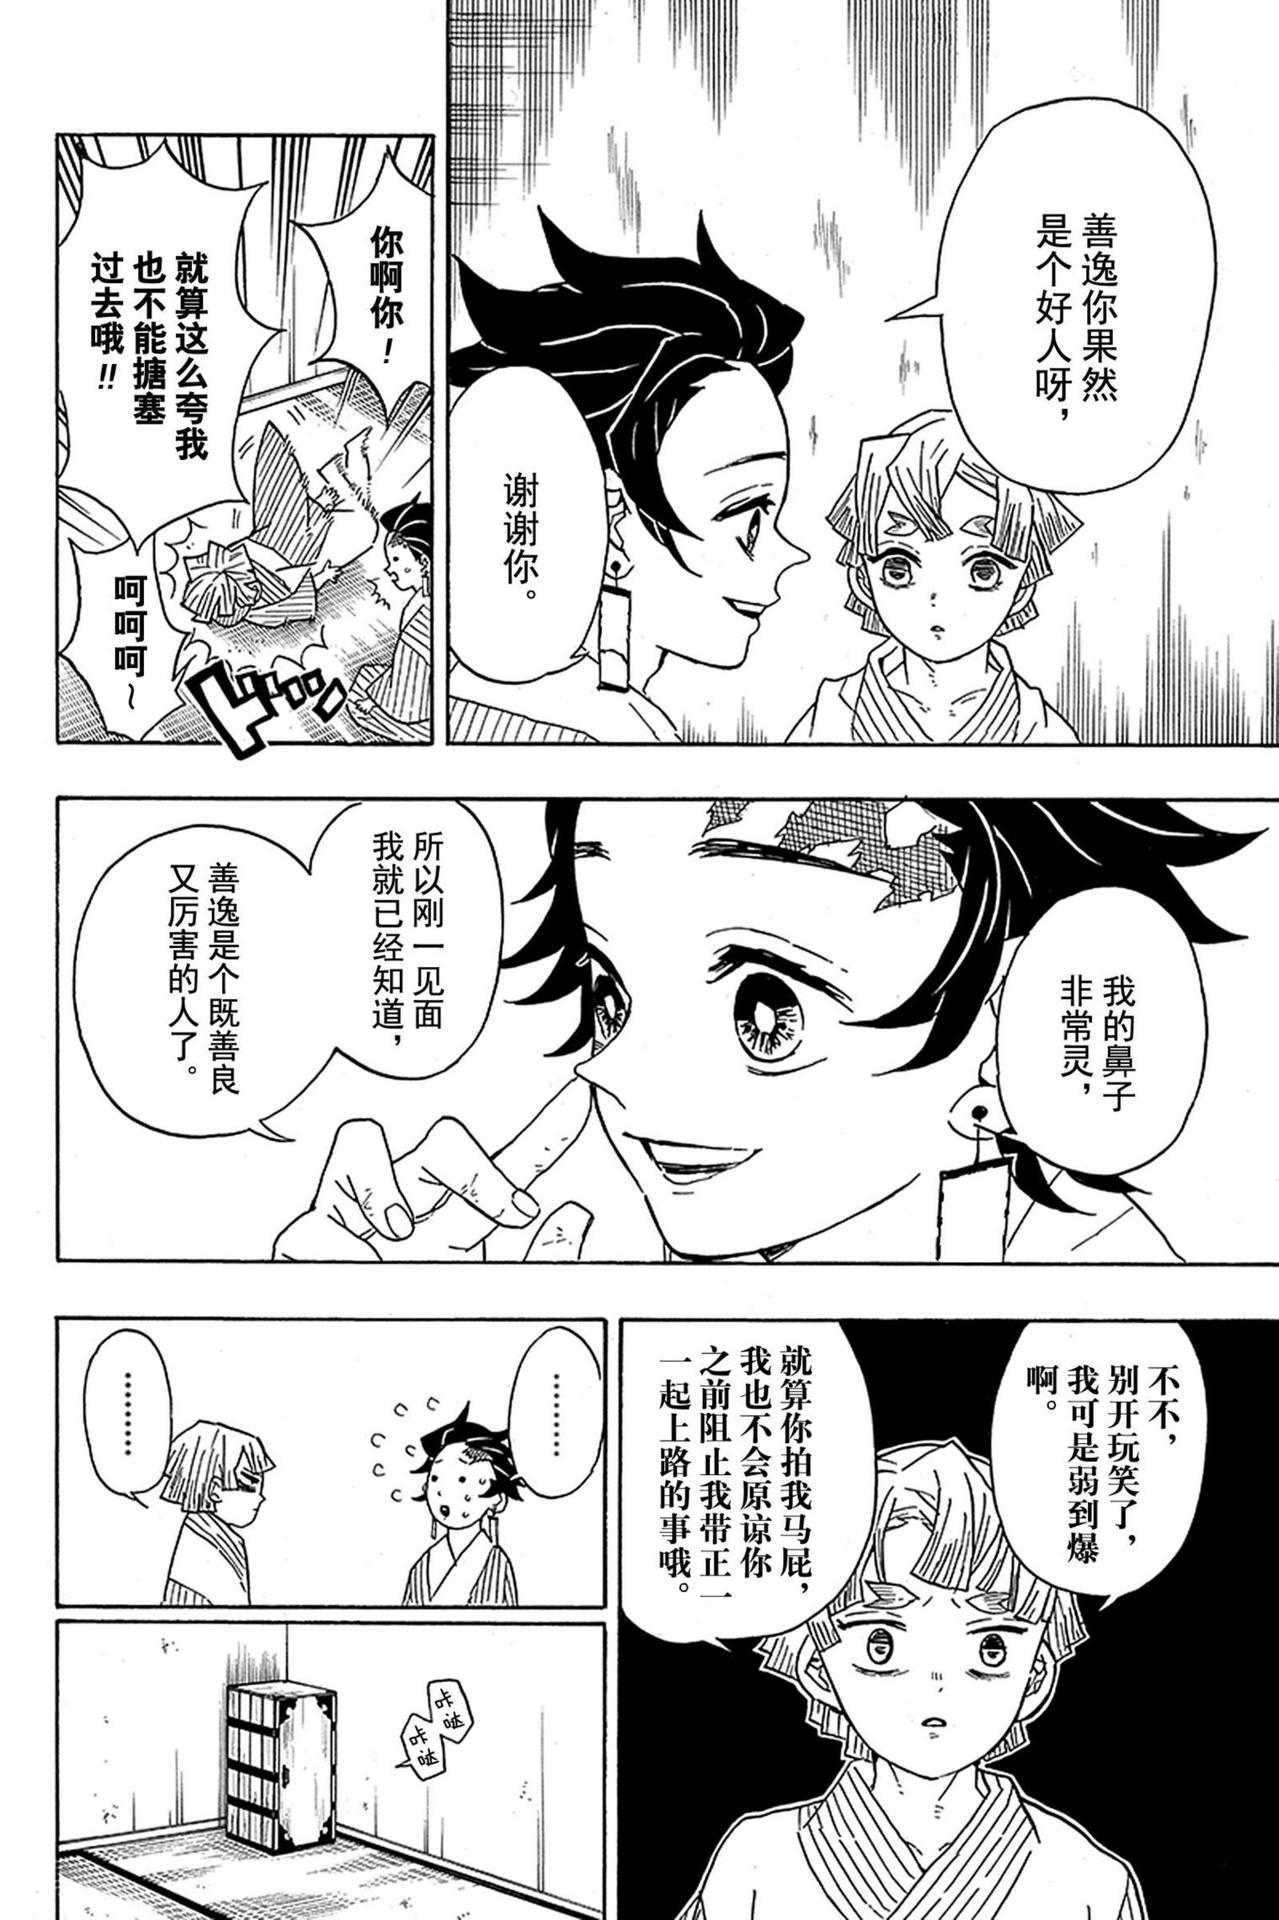 善逸你果然
是个好人呀，
谢谢你。
你啊你！
就算这么夸我
也不能搪塞
过去哦!!
呵呵呵~
ドッ
我的鼻子
非常灵，
所以刚一见面
我就已经知道，
善逸是个既善良
又厉害的人了。
不不，
别开玩笑了，
我可是弱到爆
啊。
就算你拍我马屁，
我也不会原谅你
之前阻止我带正一
一起上路的事哦。
………
………
咔哒
咔哒